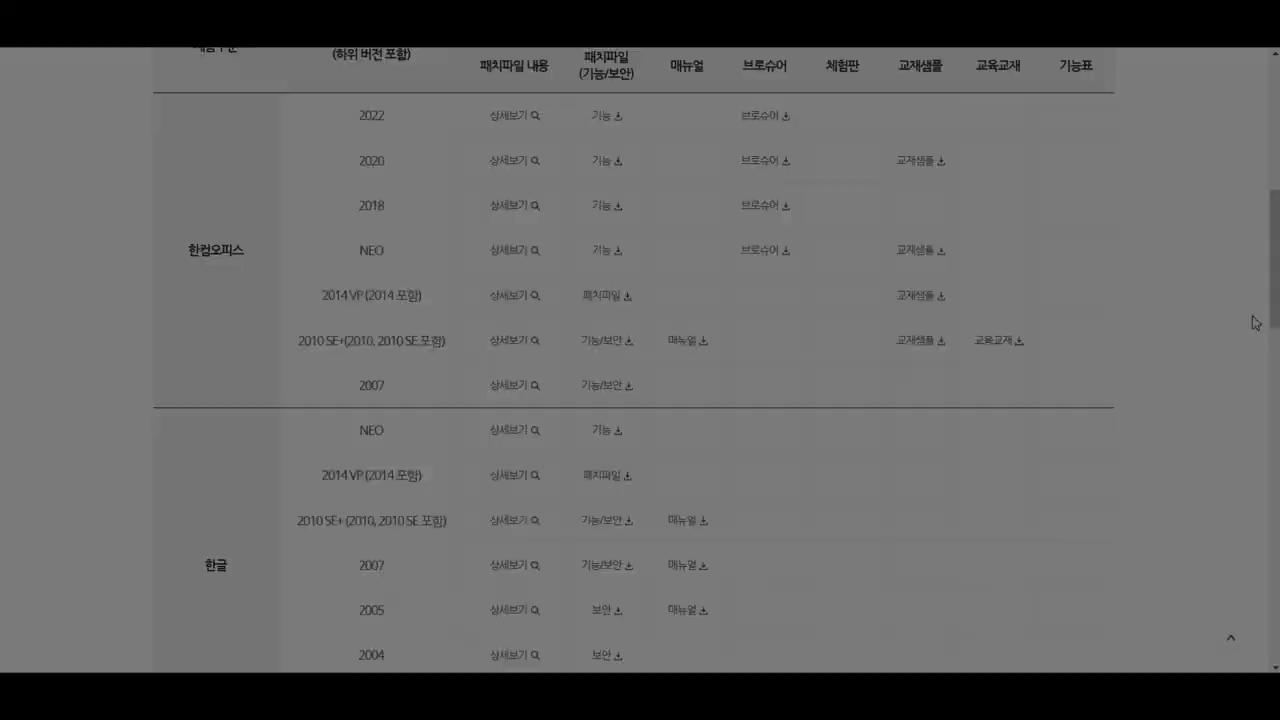 (하위 버전 포함)
패치파일 내용
패치파일
(기능/보안)
매뉴얼
브로슈어
체험판
교재샘플
교육교재
기능표
한컴오피스
2022 상세보기 기능 브로슈어
2020 상세보기 기능 브로슈어 교재샘플
2018 상세보기 기능 브로슈어
NEO 상세보기 기능 브로슈어 교재샘플
2014 VP (2014 포함) 상세보기 패치파일 교재샘플
2010 SE+(2010, 2010 SE 포함) 상세보기 기능/보안 매뉴얼 교재샘플 교육교재
2007 상세보기 기능/보안
한글
NEO 상세보기 기능
2014 VP (2014 포함) 상세보기 패치파일
2010 SE+ (2010, 2010 SE 포함) 상세보기 기능/보안 매뉴얼
2007 상세보기 기능/보안 매뉴얼
2005 상세보기 보안 매뉴얼
2004 상세보기 보안